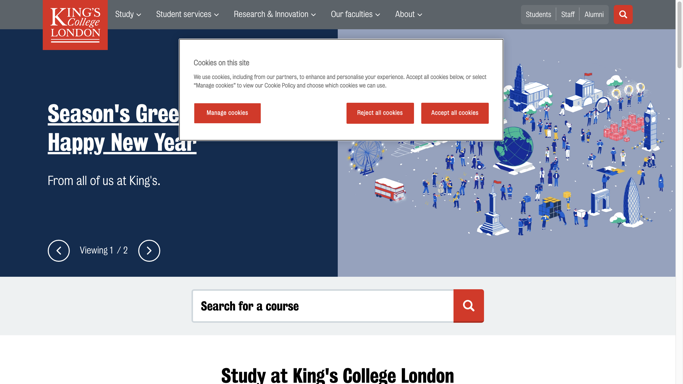 KING'S
College
LONDON
Study
Student services
Research & Innovation
Our faculties
About
Students
Staff
Alumni
Cookies on this site
We use cookies, including from our partners, to enhance and personalise your experience. Accept all cookies below, or select
"Manage cookies" to view our Cookie Policy and choose which cookies we can use.
Manage cookies
Reject all cookies
Accept all cookies
Season's Gree
Happy New Year
From all of us at King's.
Viewing 1 / 2
Search for a course
Study at King's College London